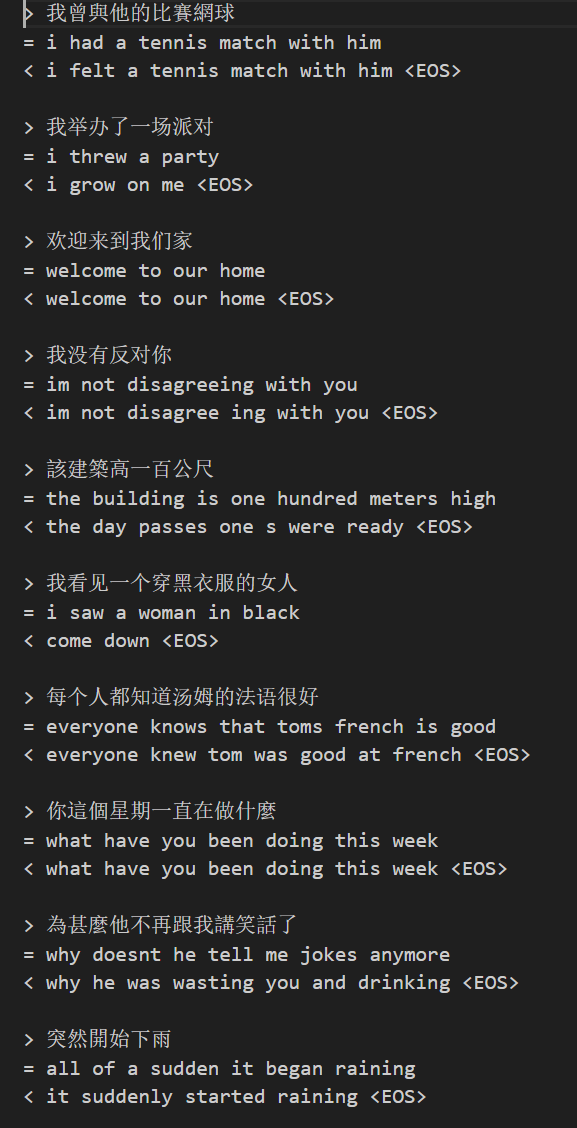 > 我曾與他的比賽網球
= i had a tennis match with him
< i felt a tennis match with him <EOS>
> 我举办了一场派对
= i threw a party
< i grow on me <EOS>
> 欢迎来到我们家
= welcome to our home
< welcome to our home <EOS>
> 我没有反对你
= im not disagreeing with you
< im not disagree ing with you <EOS>
> 該建築高一百公尺
= the building is one hundred meters high
< the day passes one s were ready <EOS>
> 我看见一个穿黑衣服的女人
= i saw a woman in black
< come down <EOS>
> 每个人都知道汤姆的法语很好
= everyone knows that toms french is good
< everyone knew tom was good at french <EOS>
> 你這個星期一直在做什麼
= what have you been doing this week
< what have you been doing this week <EOS>
> 為甚麼他不再跟我講笑話了
= why doesnt he tell me jokes anymore
< why he was wasting you and drinking <EOS>
> 突然開始下雨
= all of a sudden it began raining
< it suddenly started raining <EOS>